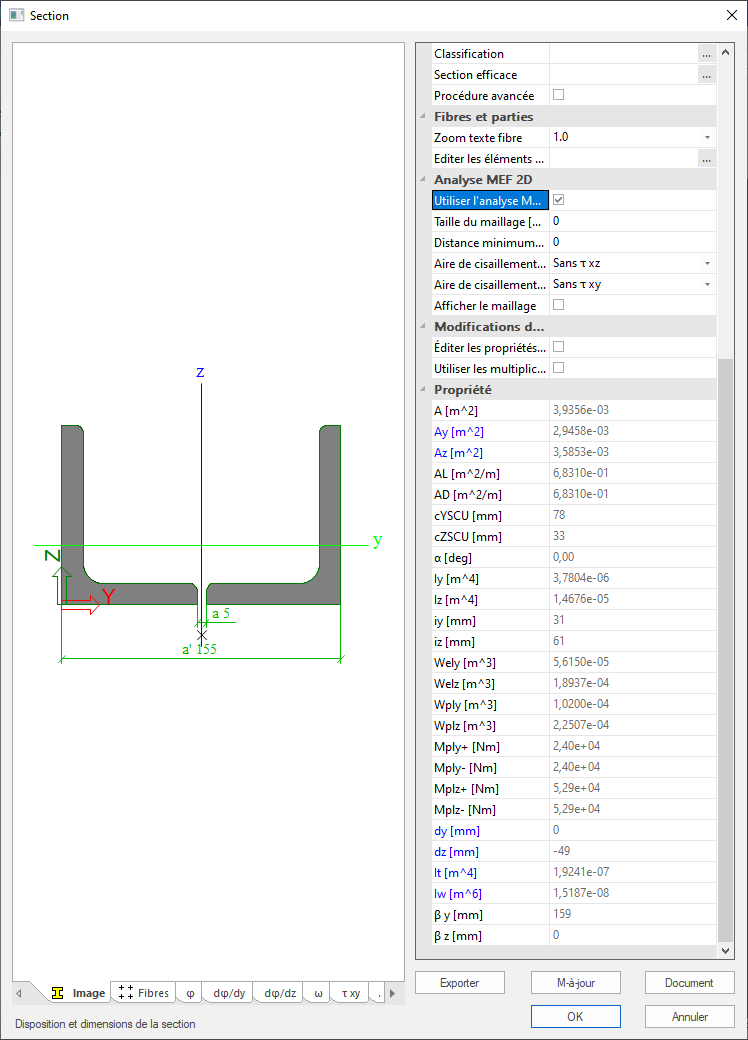 Section
z
y
Z
Y
a 5
a' 155
Image
Fibres
φ
dφ/dy
dφ/dz
ω
τ xy
.
Disposition et dimensions de la section
Classification ...
Section efficace ...
Procédure avancée
Fibres et parties
Zoom texte fibre 1.0
Editer les éléments ... ...
Analyse MEF 2D
Utiliser l'analyse M...
Taille du maillage [... 0
Distance minimum... 0
Aire de cisaillement... Sans τ xz
Aire de cisaillement... Sans τ xy
Afficher le maillage
Modifications d...
Éditer les propriétés...
Utiliser les multiplic...
Propriété
A [m^2] 3,9356e-03
Ay [m^2] 2,9458e-03
Az [m^2] 3,5853e-03
AL [m^2/m] 6,8310e-01
AD [m^2/m] 6,8310e-01
cYSCU [mm] 78
cZSCU [mm] 33
α [deg] 0,00
Iy [m^4] 3,7804e-06
Iz [m^4] 1,4676e-05
iy [mm] 31
iz [mm] 61
Wely [m^3] 5,6150e-05
Welz [m^3] 1,8937e-04
Wply [m^3] 1,0200e-04
Wplz [m^3] 2,2507e-04
Mply+ [Nm] 2,40e+04
Mply- [Nm] 2,40e+04
Mplz+ [Nm] 5,29e+04
Mplz- [Nm] 5,29e+04
dy [mm] 0
dz [mm] -49
It [m^4] 1,9241e-07
Iw [m^6] 1,5187e-08
β y [mm] 159
β z [mm] 0
Exporter
M-à-jour
Document
OK
Annuler